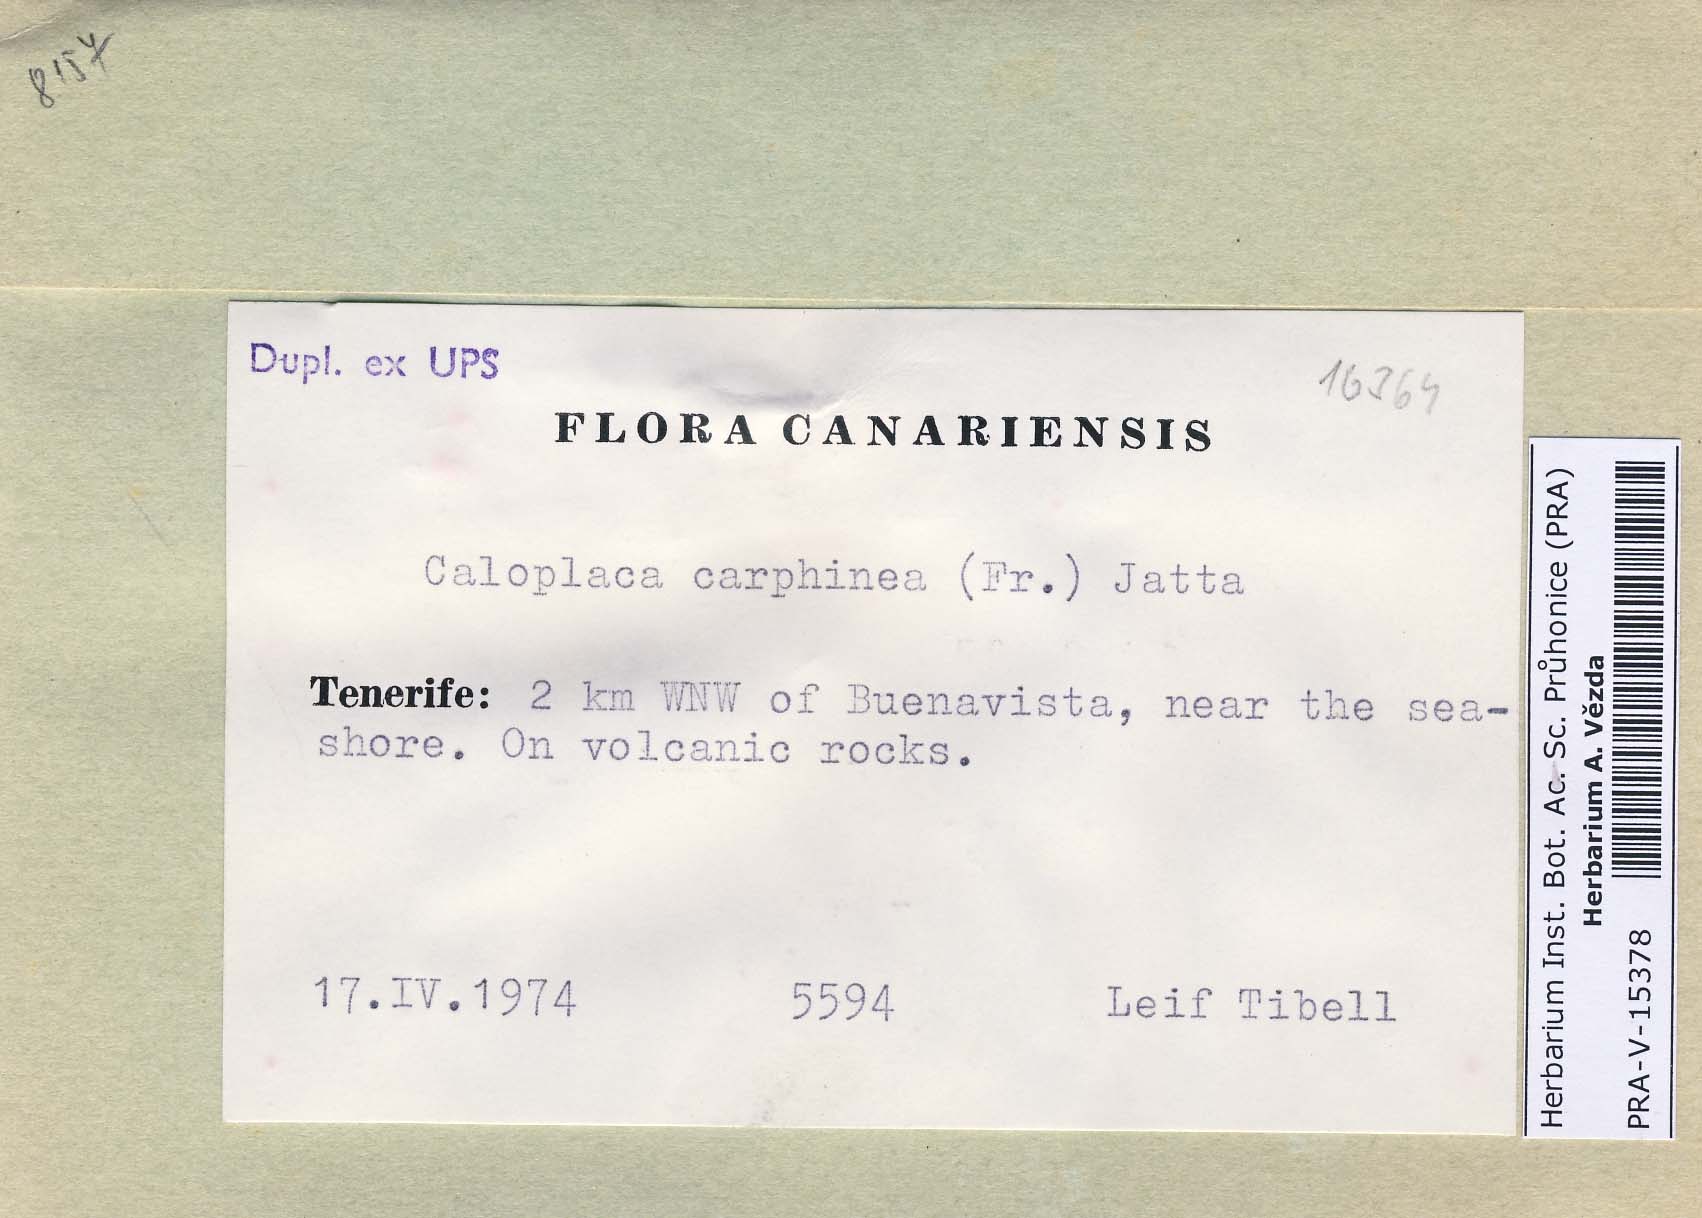 8157
Dupl. ex UPS
16364
FLORA CANARIENSIS
Caloplaca carphinea (Fr.) Jatta
Tenerife: 2 km WNW of Buenavista, near the sea-
shore. On volcanic rocks.
17.IV.1974 5594 Leif Tibell
Herbarium Inst. Bot. Ac. Sc. Průhonice (PRA)
Herbarium A. Vězda
PRA-V-15378